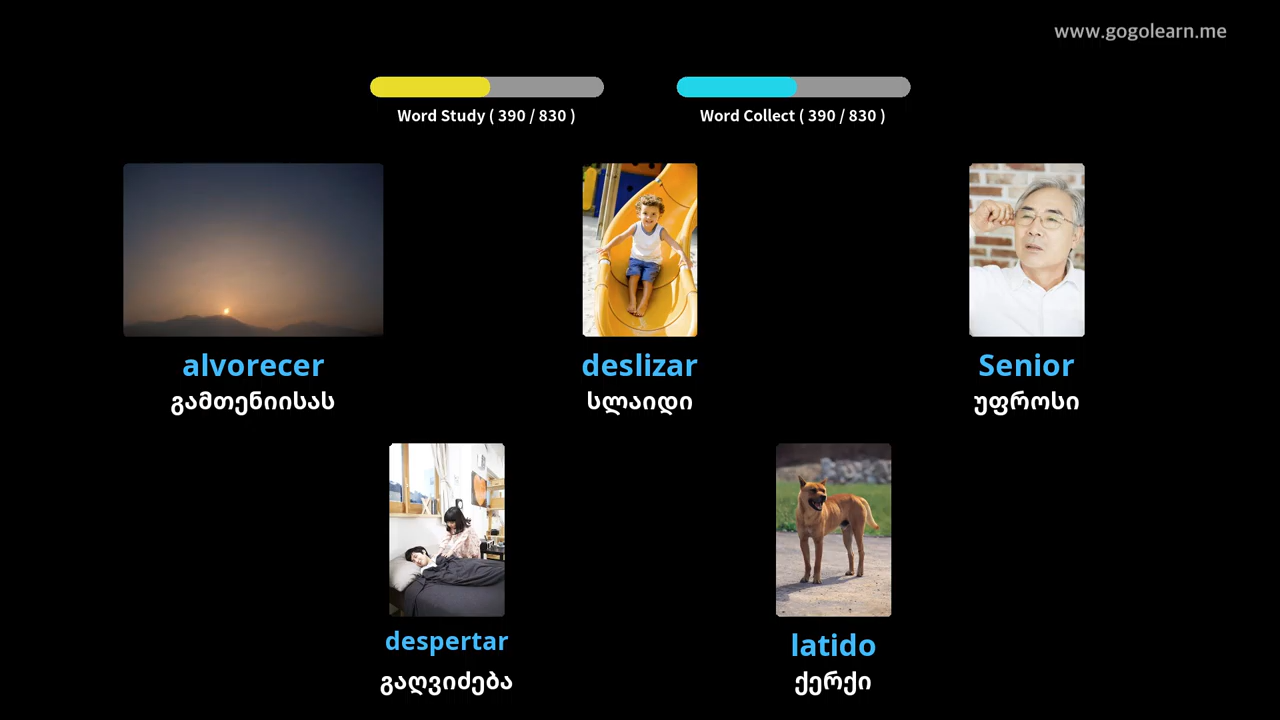 www.gogolearn.me
Word Study ( 390 / 830 )
Word Collect ( 390 / 830 )
alvorecer
გამთენიისას
deslizar
სლაიდი
Senior
უფროსი
despertar
გაღვიძება
latido
ქერქი